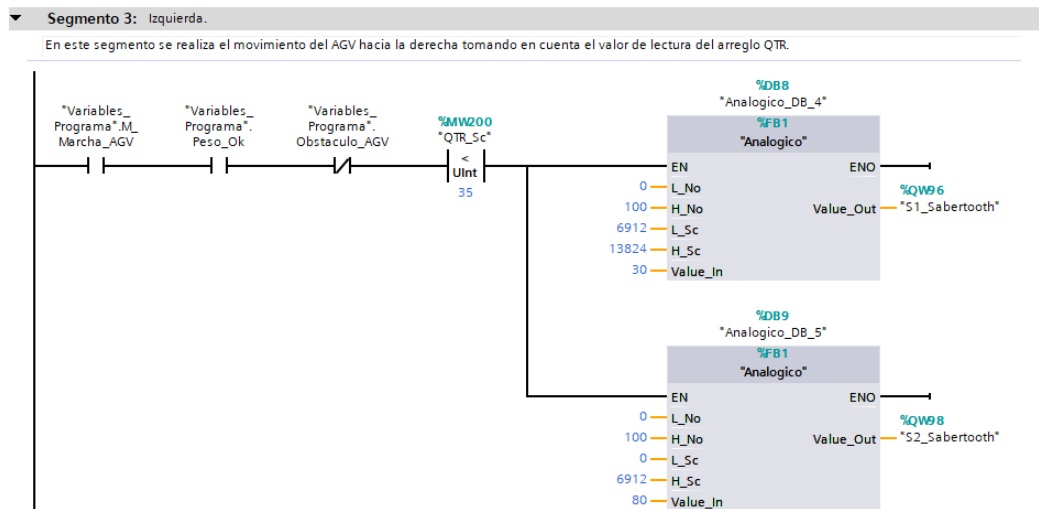 Segmento 3: Izquierda.
En este segmento se realiza el movimiento del AGV hacia la derecha tomando en cuenta el valor de lectura del arreglo QTR.
"Variables_
Programa".M_
Marcha_AGV
"Variables_
Programa".
Peso_Ok
"Variables_
Programa".
Obstaculo_AGV
%MW200
"QTR_Sc"
<
UInt
35
%DB8
"Analogico_DB_4"
%FB1
"Analogico"
EN
ENO
0
L_No
100
H_No
6912
L_Sc
13824
H_Sc
30
Value_In
Value_Out
%QW96
"S1_Sabertooth"
%DB9
"Analogico_DB_5"
%FB1
"Analogico"
EN
ENO
0
L_No
100
H_No
0
L_Sc
6912
H_Sc
80
Value_In
Value_Out
%QW98
"S2_Sabertooth"